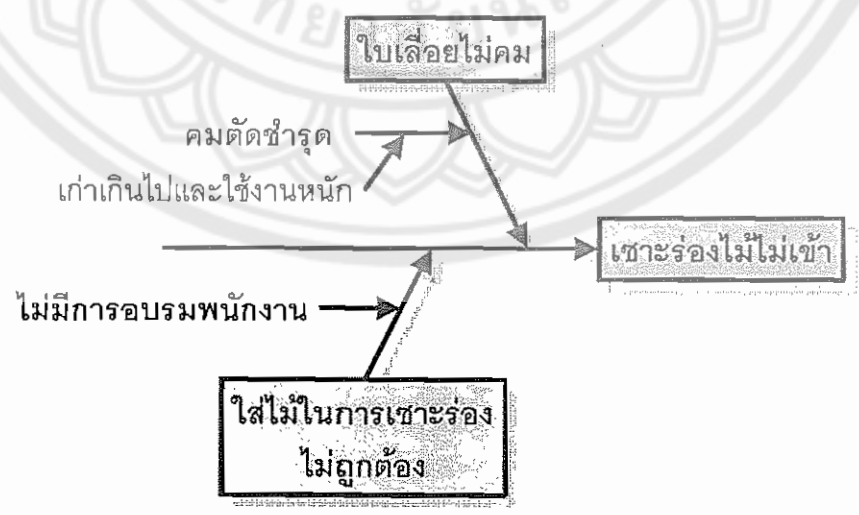 ใบเลื่อยไม่คม
คมตัดชำรุด
เก่าเกินไปและใช้งานหนัก
เซาะร่องไม้ไม่เข้า
ไม่มีการอบรมพนักงาน
ใส่ไม้ในการเซาะร่อง
ไม่ถูกต้อง